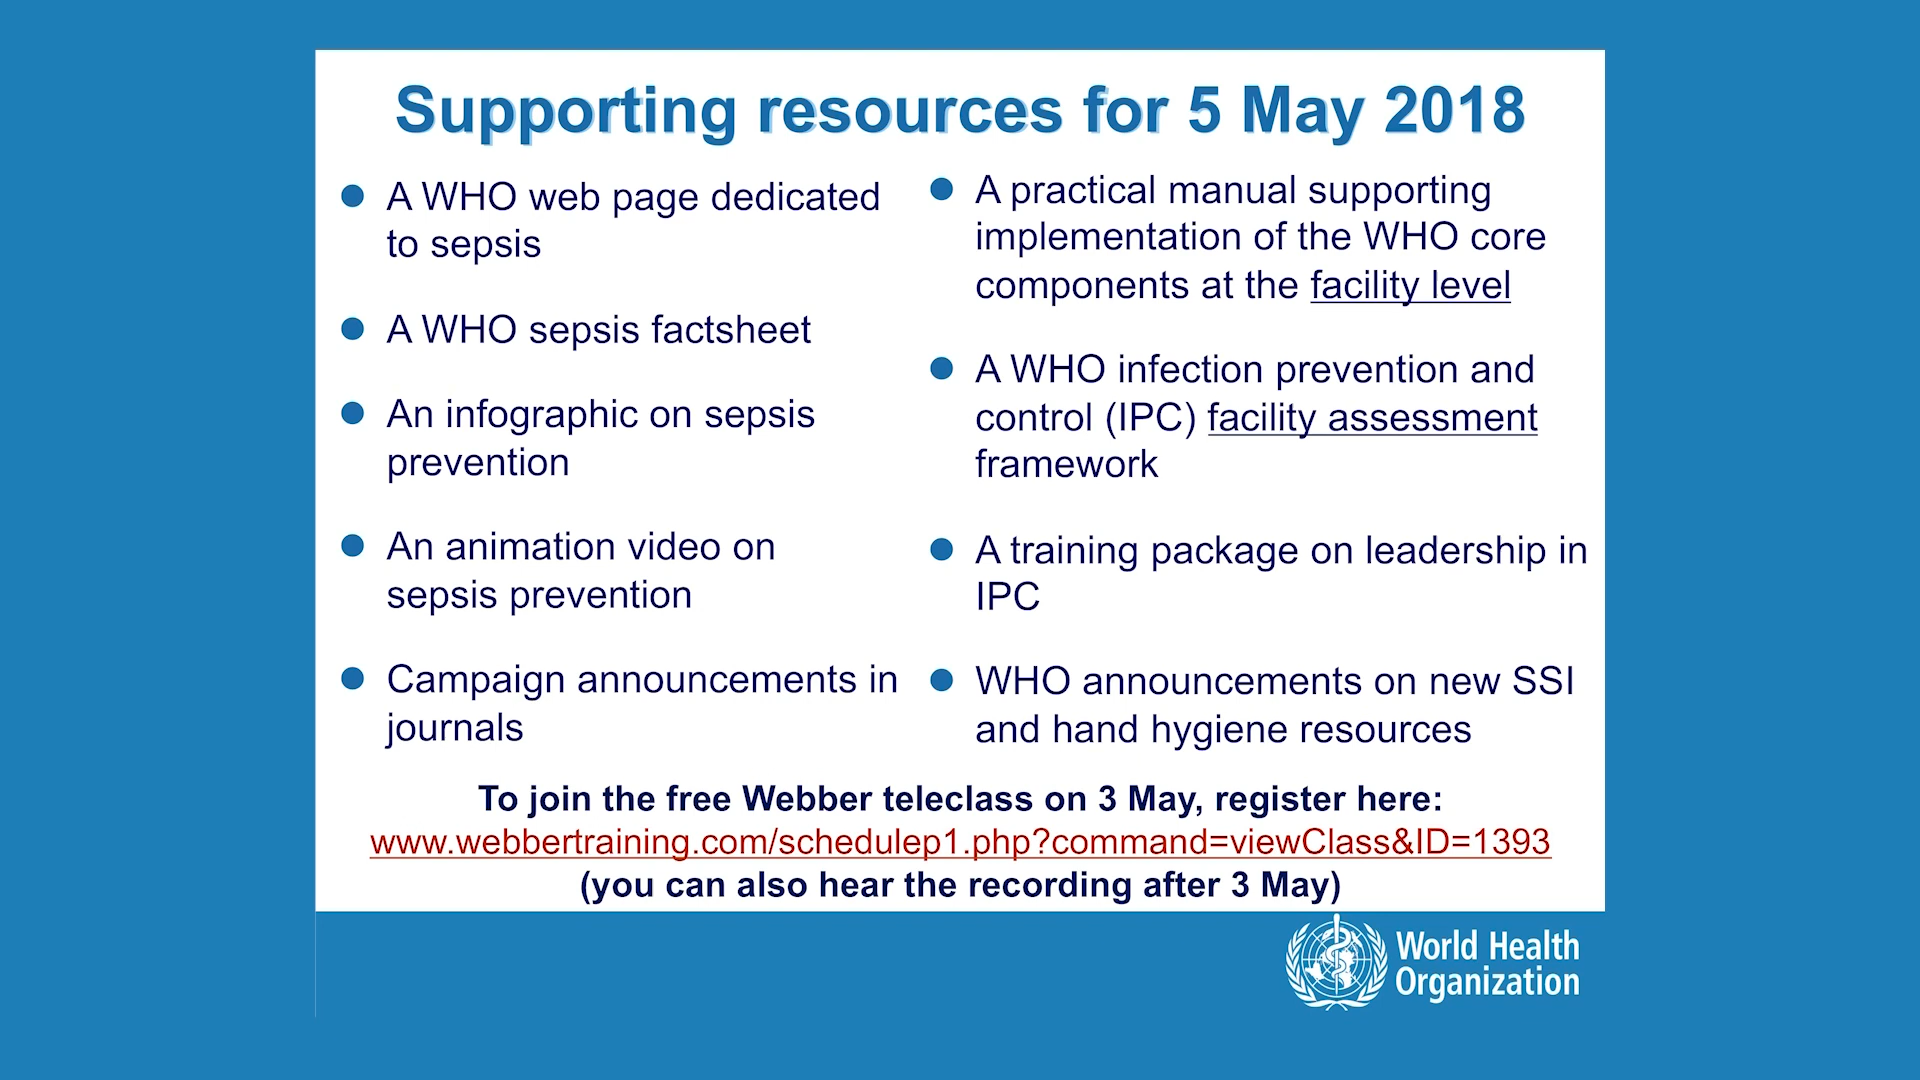 Supporting resources for 5 May 2018
A WHO web page dedicated
to sepsis
A WHO sepsis factsheet
An infographic on sepsis
prevention
An animation video on
sepsis prevention
Campaign announcements in
journals
A practical manual supporting
implementation of the WHO core
components at the facility level
A WHO infection prevention and
control (IPC) facility assessment
framework
A training package on leadership in
IPC
WHO announcements on new SSI
and hand hygiene resources
To join the free Webber teleclass on 3 May, register here:
www.webbertraining.com/schedulep1.php?command=viewClass&ID=1393
(you can also hear the recording after 3 May)
World Health
Organization